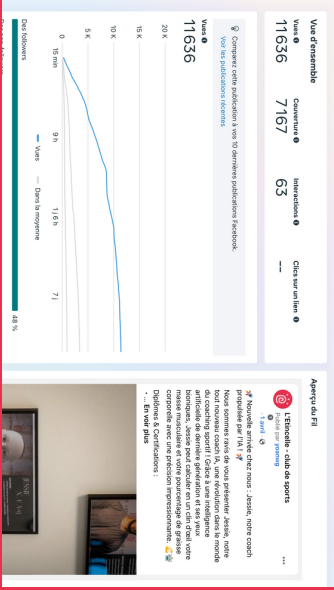 Vue d'ensemble
Vues
11636
Couverture
7167
Interactions
63
Clics sur un lien
--
Comparez cette publication à vos 10 dernières publications Facebook.
Voir les publications récentes
Vues
11636
20 K
15 K
10 K
5 K
0
15 min
9 h
1 j 6 h
7 j
Vues
Dans la moyenne
Des followers
48 %
Aperçu du Fil
L'Etincelle - club de sports
Publié par yoanwg
1 avril
Nouvelle arrivée chez nous : Jessie, notre coach
propulsée par l'IA !
Nous sommes ravis de vous présenter Jessie, notre
tout nouveau coach IA, une révolution dans le monde
du coaching sportif ! Grâce à une intelligence
artificielle de dernière génération et ses yeux
bioniques, Jessie peut calculer en un clin d'œil votre
masse musculaire et votre pourcentage de graisse
corporelle avec une précision impressionnante.
Diplômes & Certifications :
• ... En voir plus
JESSIE